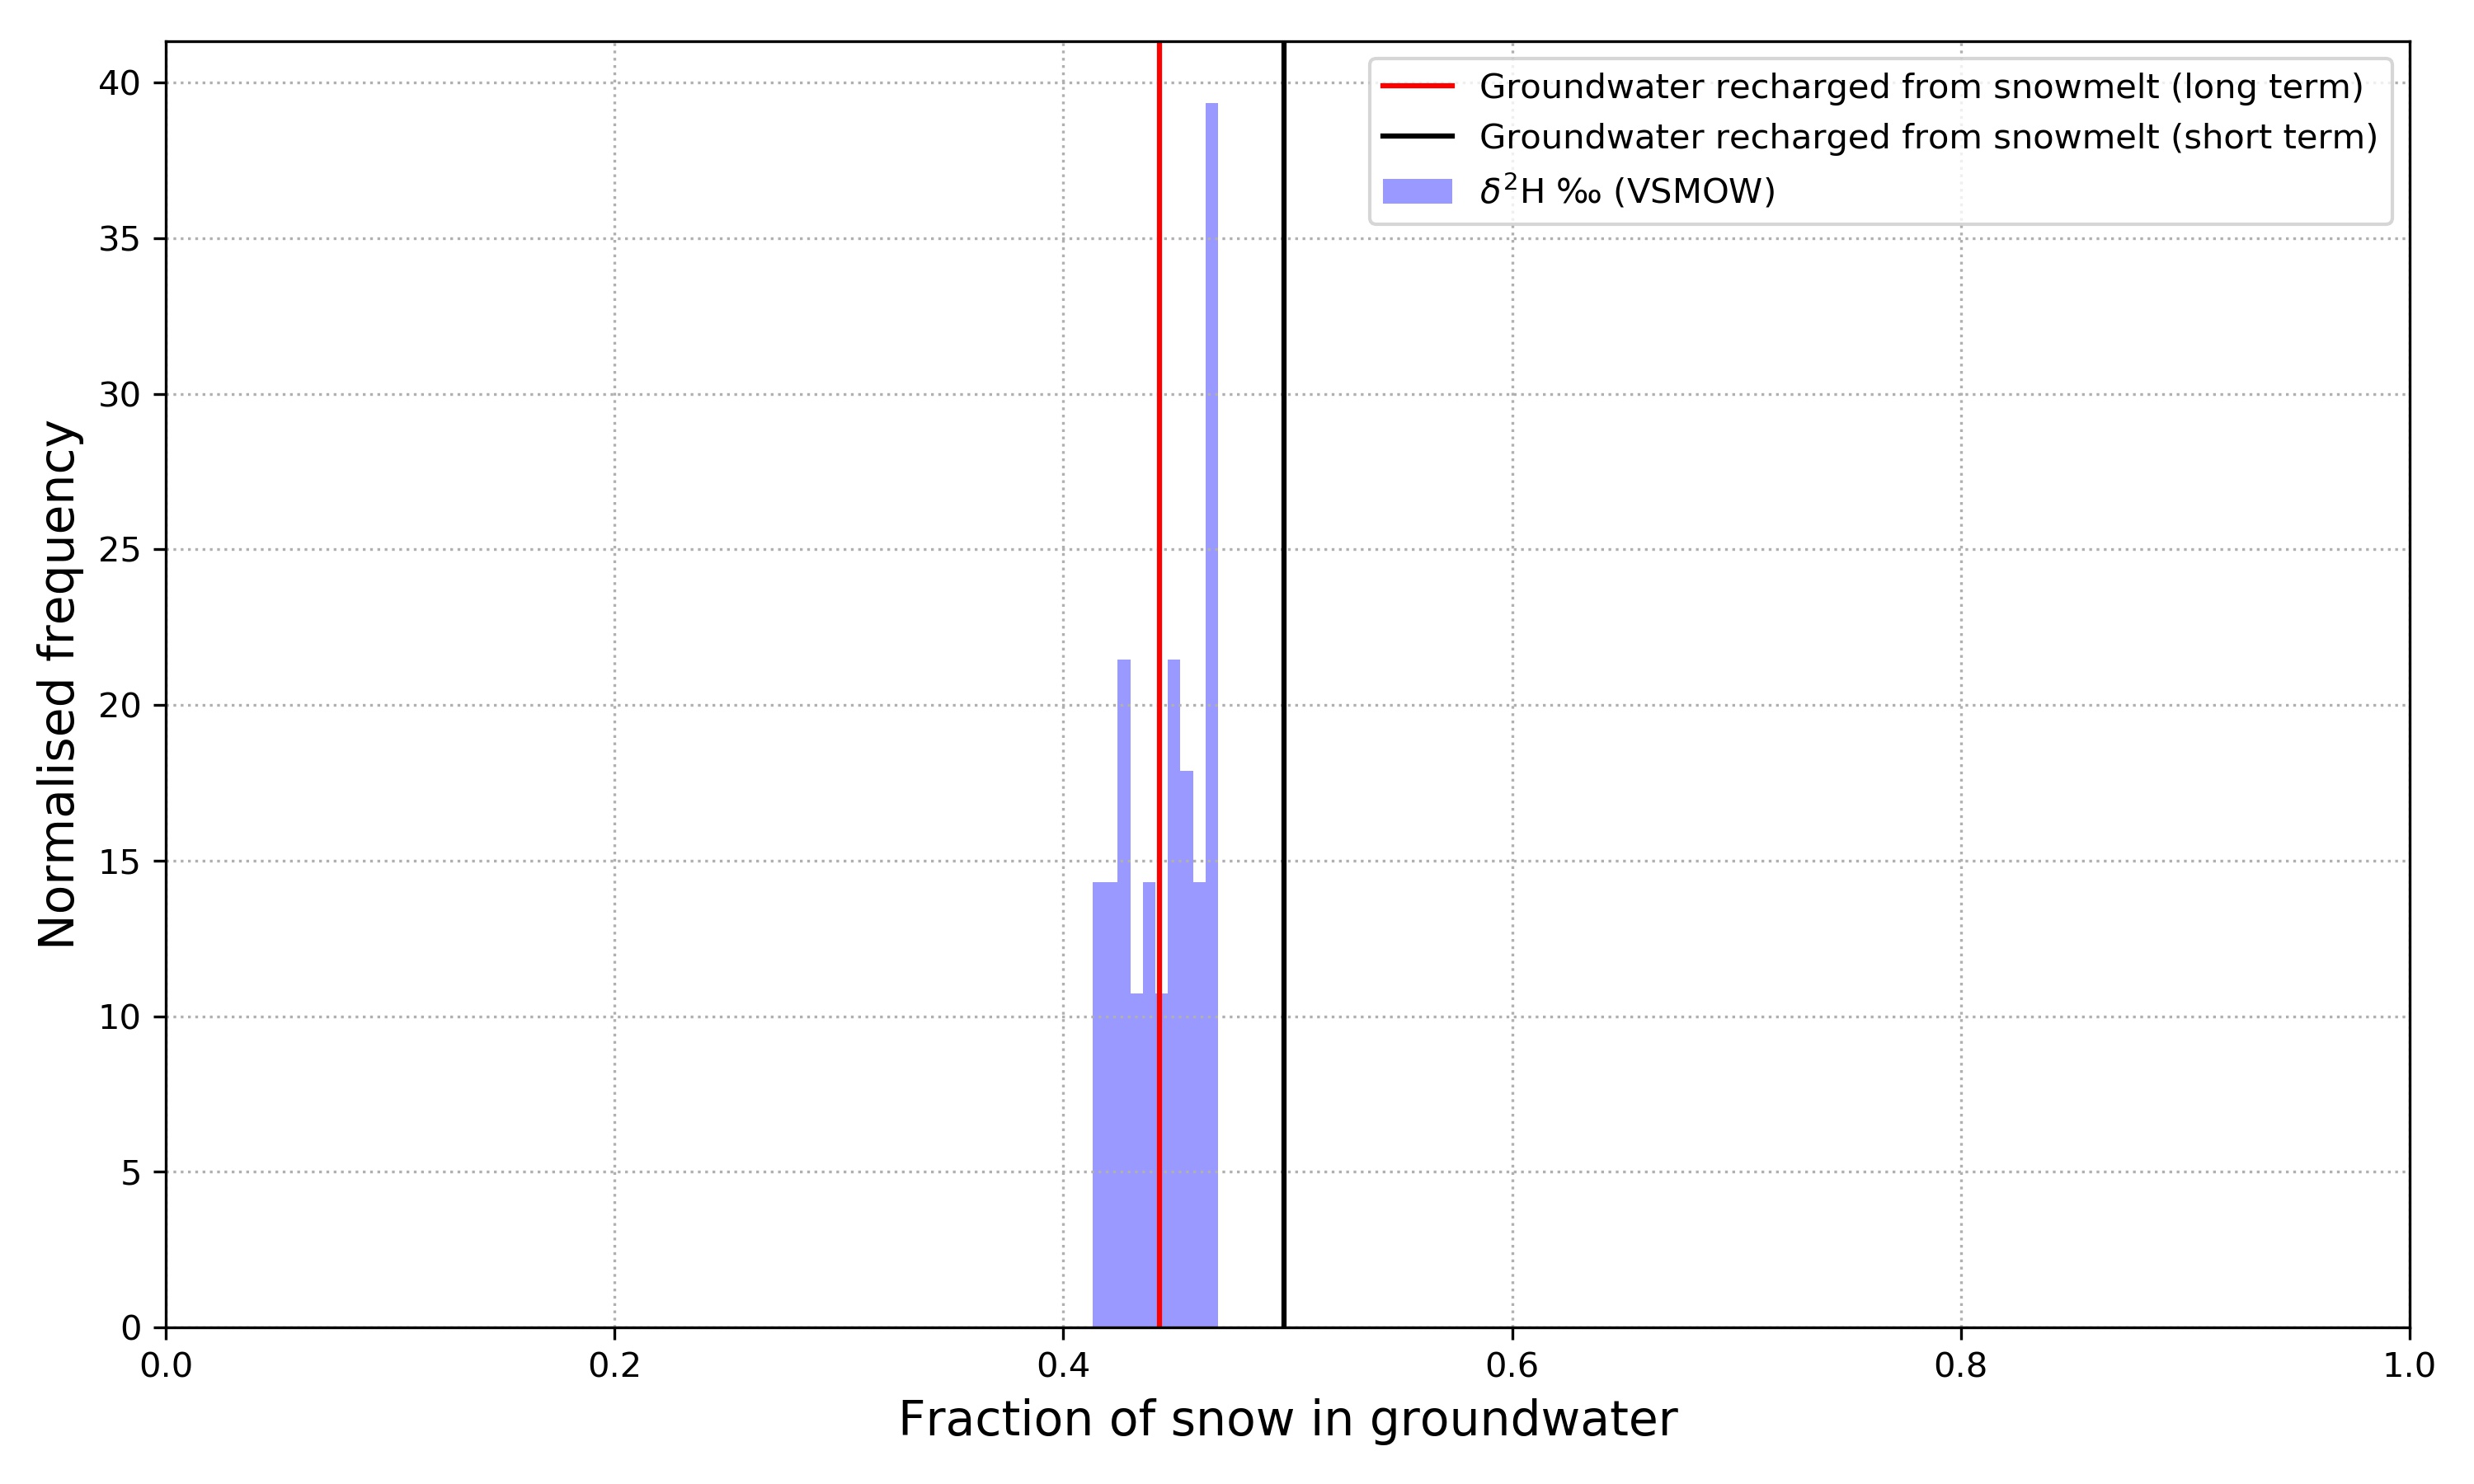 40
35
30
25
20
15
10
5
0
Normalised frequency
Groundwater recharged from snowmelt (long term)
Groundwater recharged from snowmelt (short term)
δ²H ‰ (VSMOW)
0.0 0.2 0.4 0.6 0.8 1.0
Fraction of snow in groundwater